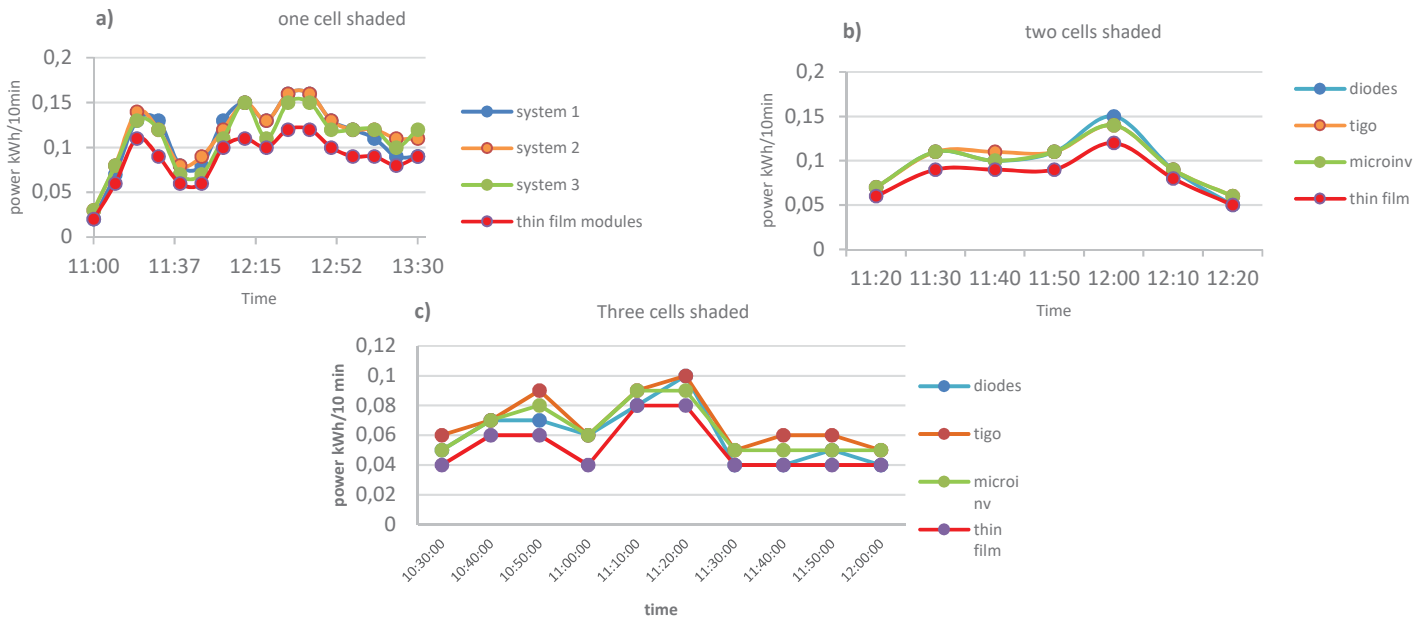 a)
one cell shaded
power kWh/10min
0,2
0,15
0,1
0,05
0
11:00 11:37 12:15 12:52 13:30
Time
system 1
system 2
system 3
thin film modules
b)
two cells shaded
power kWh/10min
0,2
0,15
0,1
0,05
0
11:20 11:30 11:40 11:50 12:00 12:10 12:20
Time
diodes
tigo
microinv
thin film
c)
Three cells shaded
power kWh/10 min
0,12
0,1
0,08
0,06
0,04
0,02
0
10:30:00 10:40:00 10:50:00 11:00:00 11:10:00 11:20:00 11:30:00 11:40:00 11:50:00 12:00:00
time
diodes
tigo
microi
nv
thin
film